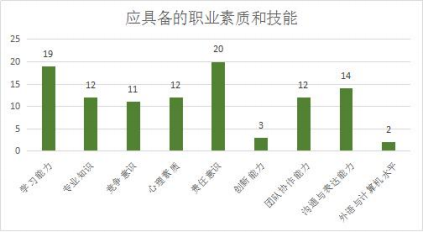 应具备的职业素质和技能
25
20
15
10
5
0
19
12
11
12
20
3
12
14
2
学习能力
专业知识
竞争意识
心理素质
责任意识
创新能力
团队协作能力
沟通与表达能力
外语与计算机水平